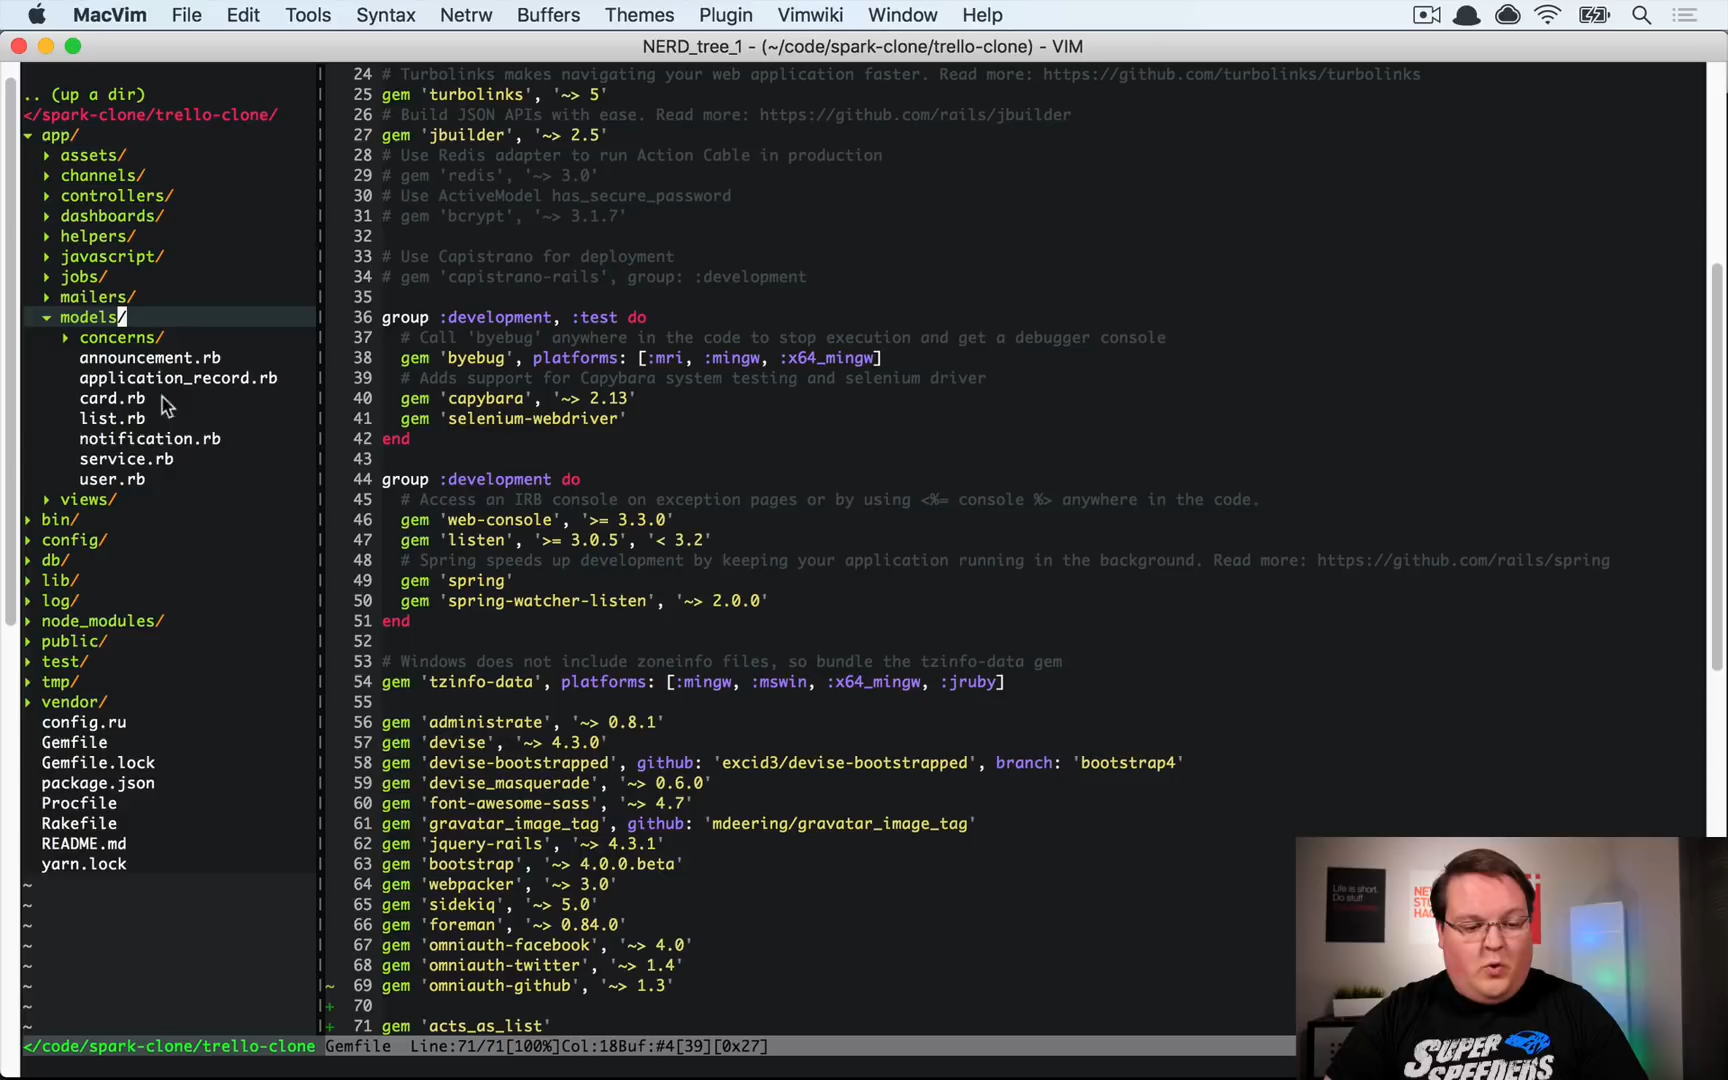 MacVim File Edit Tools Syntax Netrw Buffers Themes Plugin Vimwiki Window Help
NERD_tree_1 - (~/code/spark-clone/trello-clone) - VIM
.. (up a dir)
</spark-clone/trello-clone/
app/
assets/
channels/
controllers/
dashboards/
helpers/
javascript/
jobs/
mailers/
models/
concerns/
announcement.rb
application_record.rb
card.rb
list.rb
notification.rb
service.rb
user.rb
views/
bin/
config/
db/
lib/
log/
node_modules/
public/
test/
tmp/
vendor/
config.ru
Gemfile
Gemfile.lock
package.json
Procfile
Rakefile
README.md
yarn.lock
~
~
~
~
~
~
~
~
24 # Turbolinks makes navigating your web application faster. Read more: https://github.com/turbolinks/turbolinks
25 gem 'turbolinks', '~> 5'
26 # Build JSON APIs with ease. Read more: https://github.com/rails/jbuilder
27 gem 'jbuilder', '~> 2.5'
28 # Use Redis adapter to run Action Cable in production
29 # gem 'redis', '~> 3.0'
30 # Use ActiveModel has_secure_password
31 # gem 'bcrypt', '~> 3.1.7'
32
33 # Use Capistrano for deployment
34 # gem 'capistrano-rails', group: :development
35
36 group :development, :test do
37 # Call 'byebug' anywhere in the code to stop execution and get a debugger console
38 gem 'byebug', platforms: [:mri, :mingw, :x64_mingw]
39 # Adds support for Capybara system testing and selenium driver
40 gem 'capybara', '~> 2.13'
41 gem 'selenium-webdriver'
42 end
43
44 group :development do
45 # Access an IRB console on exception pages or by using <%= console %> anywhere in the code.
46 gem 'web-console', '>= 3.3.0'
47 gem 'listen', '>= 3.0.5', '< 3.2'
48 # Spring speeds up development by keeping your application running in the background. Read more: https://github.com/rails/spring
49 gem 'spring'
50 gem 'spring-watcher-listen', '~> 2.0.0'
51 end
52
53 # Windows does not include zoneinfo files, so bundle the tzinfo-data gem
54 gem 'tzinfo-data', platforms: [:mingw, :mswin, :x64_mingw, :jruby]
55
56 gem 'administrate', '~> 0.8.1'
57 gem 'devise', '~> 4.3.0'
58 gem 'devise-bootstrapped', github: 'excid3/devise-bootstrapped', branch: 'bootstrap4'
59 gem 'devise_masquerade', '~> 0.6.0'
60 gem 'font-awesome-sass', '~> 4.7'
61 gem 'gravatar_image_tag', github: 'mdeering/gravatar_image_tag'
62 gem 'jquery-rails', '~> 4.3.1'
63 gem 'bootstrap', '~> 4.0.0.beta'
64 gem 'webpacker', '~> 3.0'
65 gem 'sidekiq', '~> 5.0'
66 gem 'foreman', '~> 0.84.0'
67 gem 'omniauth-facebook', '~> 4.0'
68 gem 'omniauth-twitter', '~> 1.4'
~ 69 gem 'omniauth-github', '~> 1.3'
+ 70
+ 71 gem 'acts_as_list'
</code/spark-clone/trello-clone Gemfile Line:71/71[100%]Col:18Buf:#4[39][0x27]
Life is short.
Do stuff
SUPER
SPEEDERS